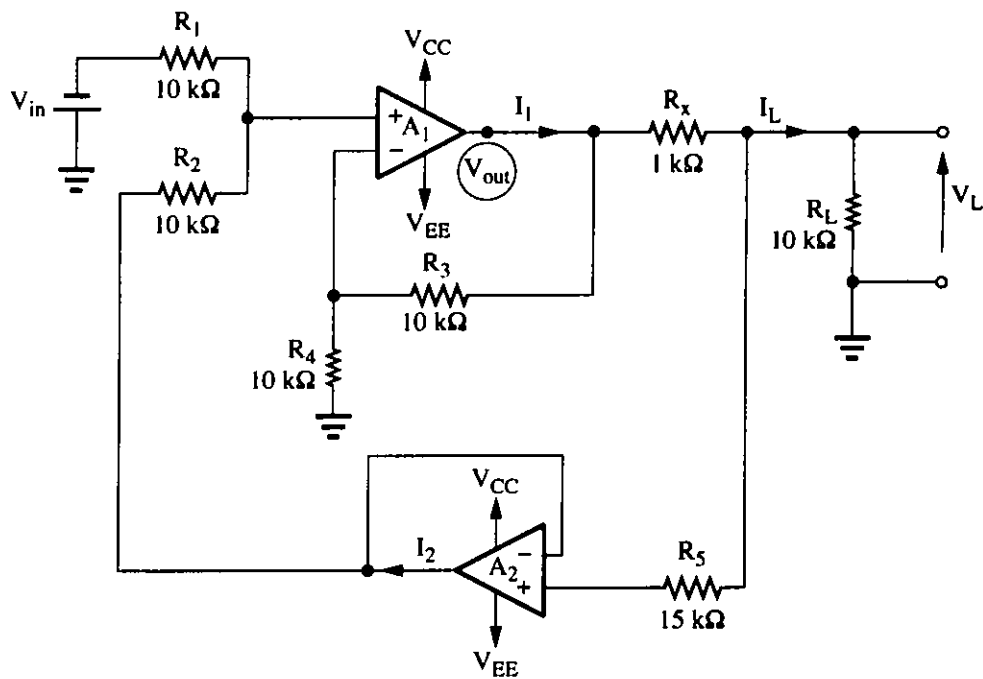 R1
10 kΩ
Vin
R2
10 kΩ
VCC
+
A1
−
VEE
Vout
I1
Rx
1 kΩ
IL
RL
10 kΩ
VL
R3
10 kΩ
R4
10 kΩ
VCC
I2
−
A2
+
VEE
R5
15 kΩ